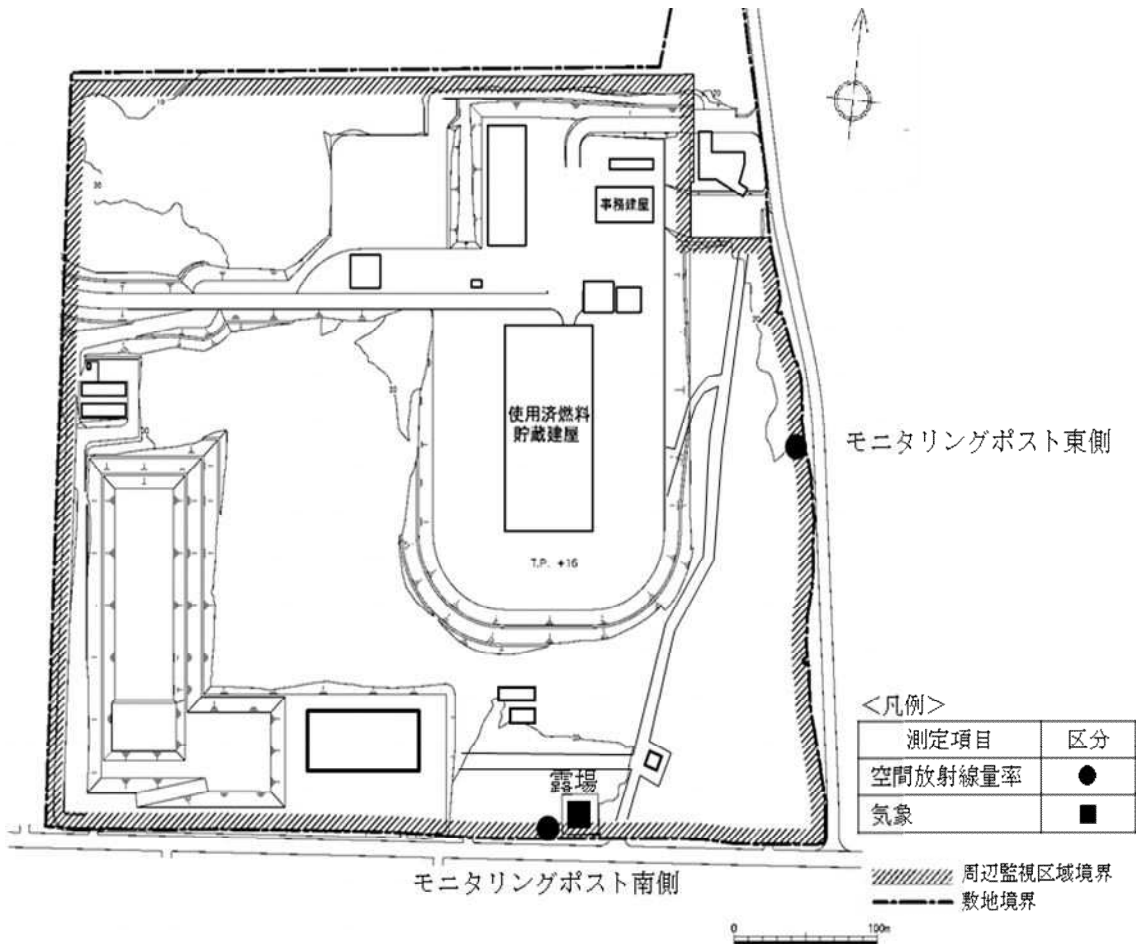 事務建屋
使用済燃料
貯蔵建屋
モニタリングポスト東側
T.P. +16
露場
モニタリングポスト南側
<凡例>
測定項目 区分
空間放射線量率 ●
気象 ■
周辺監視区域境界
敷地境界
0 100m